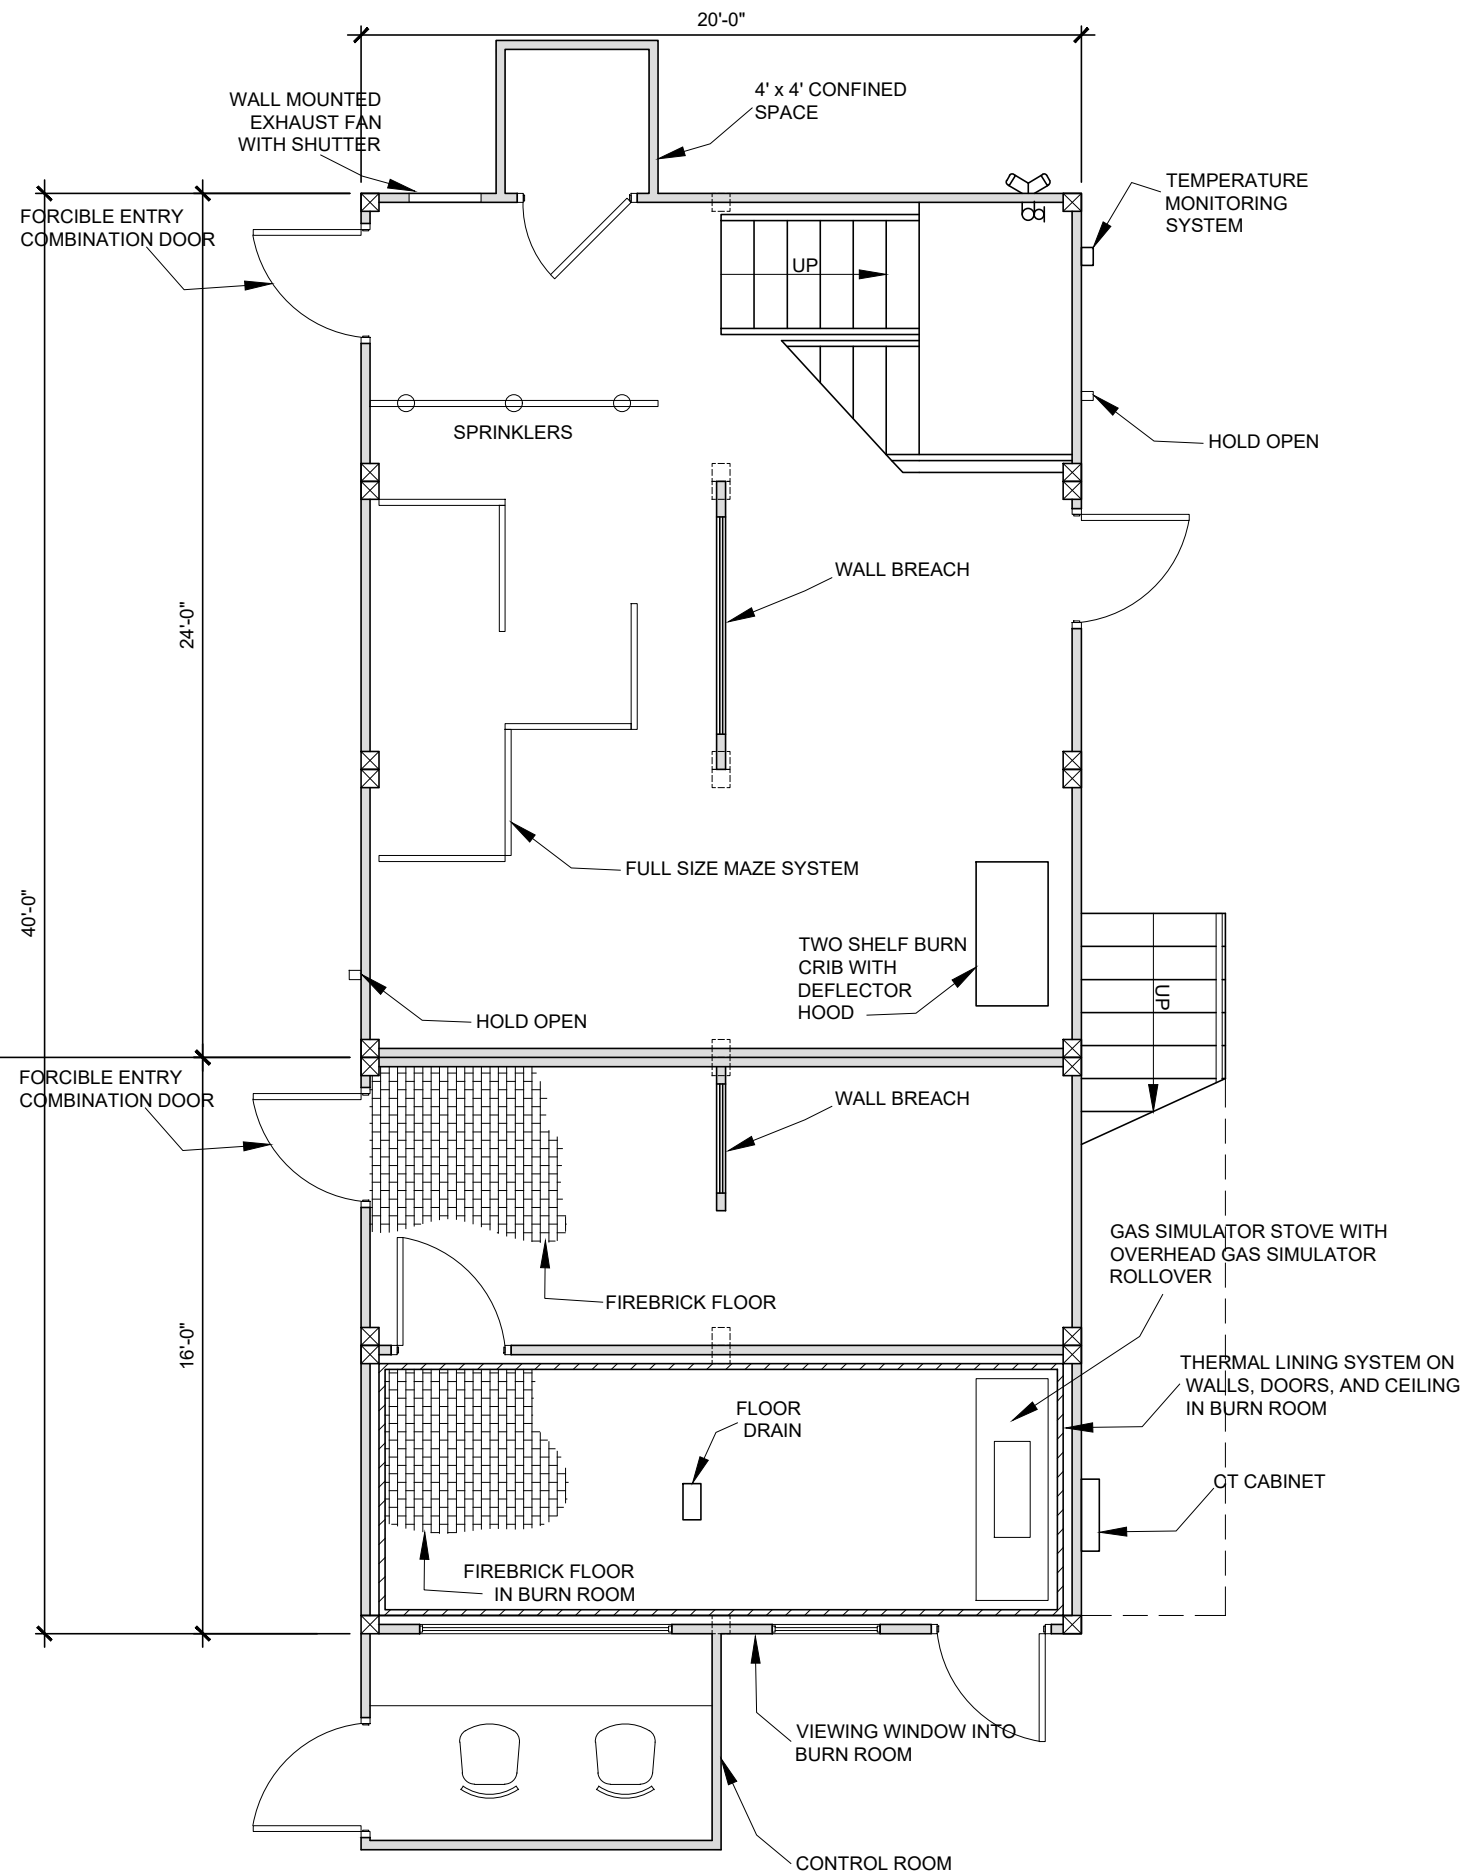 20'-0"
WALL MOUNTED
EXHAUST FAN
WITH SHUTTER
4' x 4' CONFINED
SPACE
TEMPERATURE
MONITORING
SYSTEM
FORCIBLE ENTRY
COMBINATION DOOR
UP
SPRINKLERS
HOLD OPEN
WALL BREACH
24'-0"
FULL SIZE MAZE SYSTEM
40'-0"
TWO SHELF BURN
CRIB WITH
DEFLECTOR
HOOD
UP
HOLD OPEN
FORCIBLE ENTRY
COMBINATION DOOR
WALL BREACH
GAS SIMULATOR STOVE WITH
OVERHEAD GAS SIMULATOR
ROLLOVER
FIREBRICK FLOOR
16'-0"
THERMAL LINING SYSTEM ON
WALLS, DOORS, AND CEILING
IN BURN ROOM
FLOOR
DRAIN
CT CABINET
FIREBRICK FLOOR
IN BURN ROOM
VIEWING WINDOW INTO
BURN ROOM
CONTROL ROOM